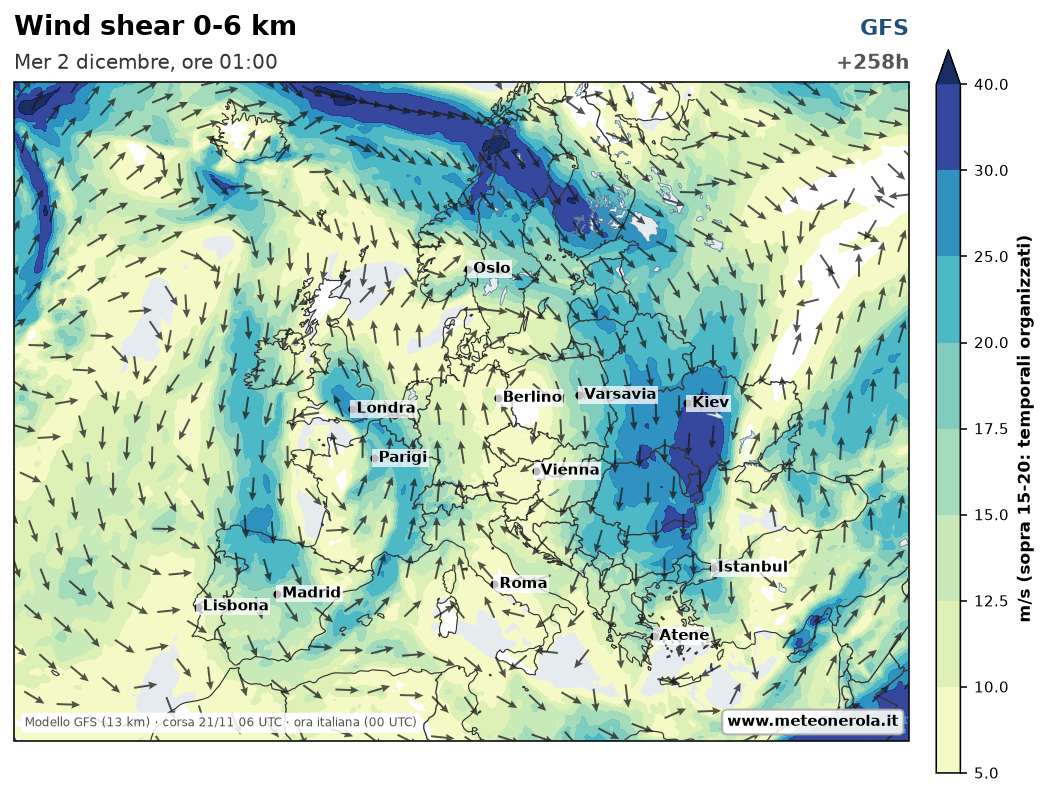 Wind shear 0-6 km
GFS
Mer 2 dicembre, ore 01:00
+258h
40.0
30.0
25.0
20.0
17.5
15.0
12.5
10.0
5.0
m/s (sopra 15-20: temporali organizzati)
Oslo
Berlino
Varsavia
Kiev
Londra
Parigi
Vienna
Istanbul
Roma
Madrid
Lisbona
Atene
Modello GFS (13 km) · corsa 21/11 06 UTC · ora italiana (00 UTC)
www.meteonerola.it